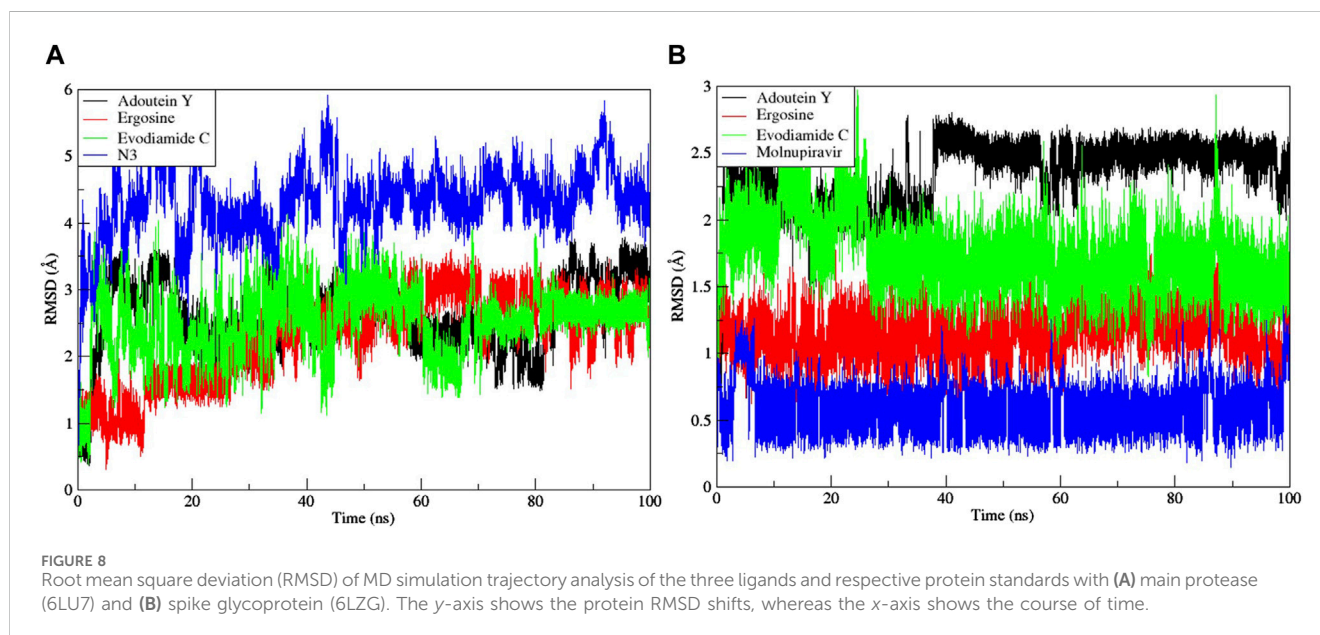 A
B
6
5
4
3
2
1
0
RMSD (Å)
Adoutein Y
Ergosine
Evodiamide C
N3
0
20
40
60
80
100
Time (ns)
3
2.5
2
1.5
1
0.5
0
RMSD (Å)
Adoutein Y
Ergosine
Evodiamide C
Molnupiravir
0
20
40
60
80
100
Time (ns)
FIGURE 8
Root mean square deviation (RMSD) of MD simulation trajectory analysis of the three ligands and respective protein standards with (A) main protease
(6LU7) and (B) spike glycoprotein (6LZG). The y-axis shows the protein RMSD shifts, whereas the x-axis shows the course of time.